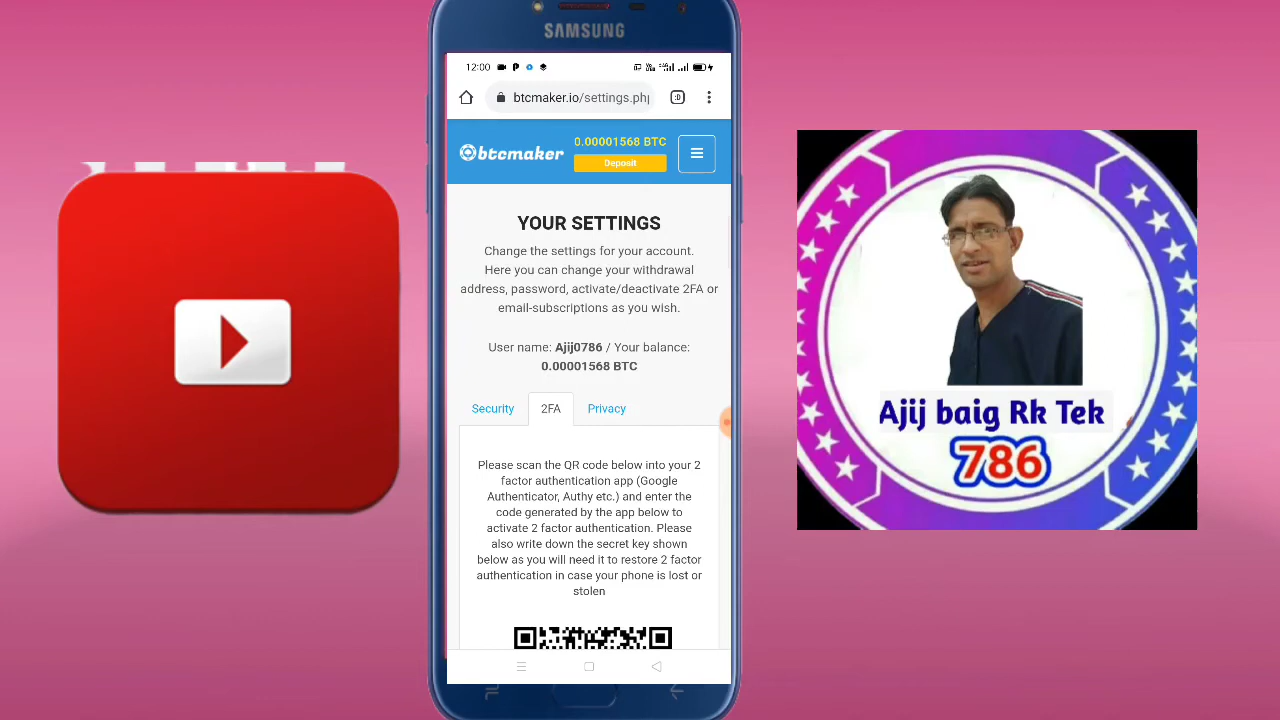 SAMSUNG
12:00
btcmaker.io/settings.php
:D
btcmaker
0.00001568 BTC
Deposit
YOUR SETTINGS
Change the settings for your account.
Here you can change your withdrawal
address, password, activate/deactivate 2FA or
email-subscriptions as you wish.
User name: Ajij0786 / Your balance:
0.00001568 BTC
Security
2FA
Privacy
Please scan the QR code below into your 2
factor authentication app (Google
Authenticator, Authy etc.) and enter the
code generated by the app below to
activate 2 factor authentication. Please
also write down the secret key shown
below as you will need it to restore 2 factor
authentication in case your phone is lost or
stolen
Ajij baig Rk Tek
786